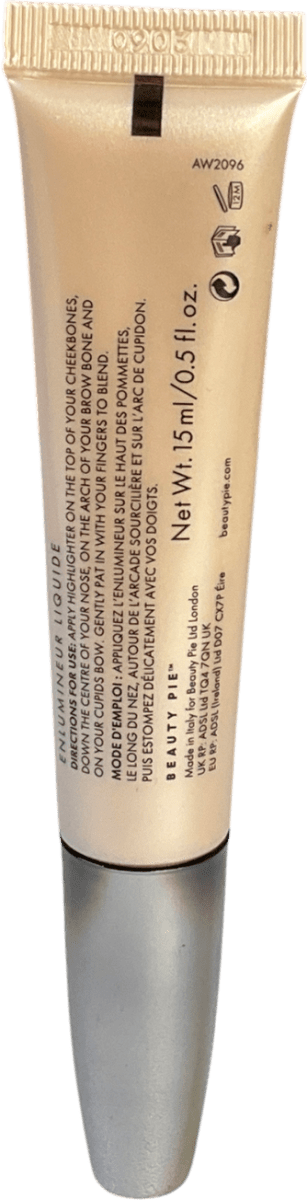 ENLUMINEUR LIQUIDE
DIRECTIONS FOR USE: APPLY HIGHLIGHTER ON THE TOP OF YOUR CHEEKBONES,
DOWN THE CENTRE OF YOUR NOSE, ON THE ARCH OF YOUR BROW BONE AND
ON YOUR CUPIDS BOW. GENTLY PAT IN WITH YOUR FINGERS TO BLEND.
MODE D'EMPLOI : APPLIQUEZ L'ENLUMINEUR SUR LE HAUT DES POMMETTES,
LE LONG DU NEZ, AUTOUR DE L'ARCADE SOURCILIÈRE ET SUR L'ARC DE CUPIDON.
PUIS ESTOMPEZ DÉLICATEMENT AVEC VOS DOIGTS.
BEAUTY PIE™
Made in Italy for Beauty Pie Ltd London
UK RP: ADSL Ltd TQ4 7QN UK
EU RP: ADSL (Ireland) Ltd D07 CX7P Éire
Net Wt. 15 ml/0.5 fl. oz.
beautypie.com
12M
AW2096
0905